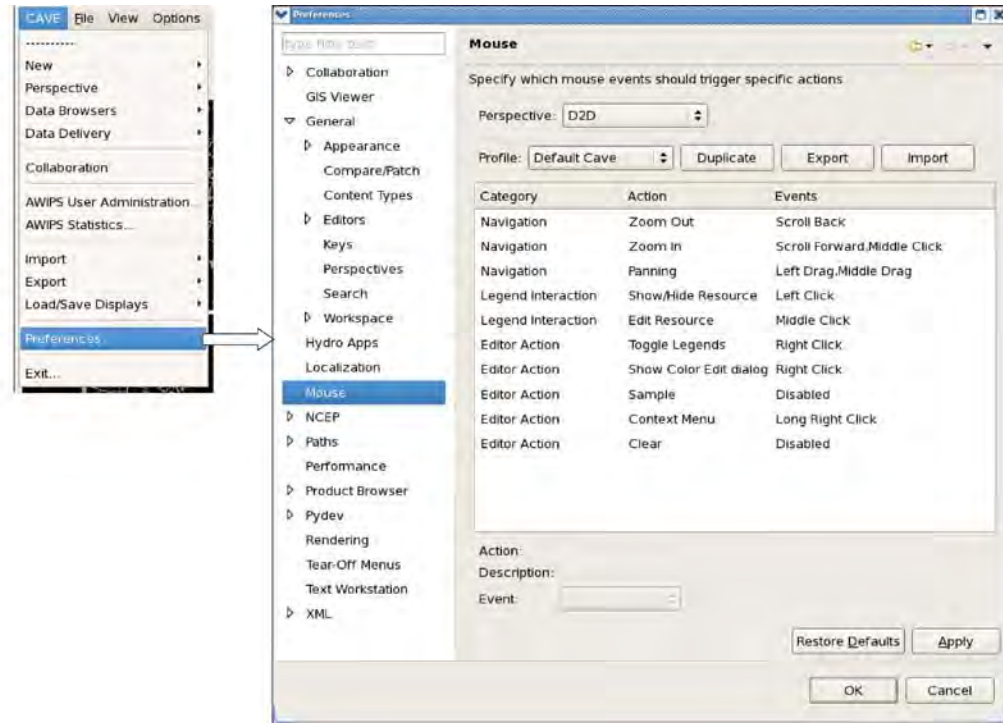 CAVE File View Options
----------
New
Perspective
Data Browsers
Data Delivery
Collaboration
AWIPS User Administration...
AWIPS Statistics...
Import
Export
Load/Save Displays
Preferences...
Exit...
Preferences
type filter text
Collaboration
GIS Viewer
General
Appearance
Compare/Patch
Content Types
Editors
Keys
Perspectives
Search
Workspace
Hydro Apps
Localization
Mouse
NCEP
Paths
Performance
Product Browser
Pydev
Rendering
Tear-Off Menus
Text Workstation
XML
Mouse
Specify which mouse events should trigger specific actions
Perspective: D2D
Profile: Default Cave Duplicate Export Import
Category Action Events
Navigation Zoom Out Scroll Back
Navigation Zoom In Scroll Forward,Middle Click
Navigation Panning Left Drag,Middle Drag
Legend Interaction Show/Hide Resource Left Click
Legend Interaction Edit Resource Middle Click
Editor Action Toggle Legends Right Click
Editor Action Show Color Edit dialog Right Click
Editor Action Sample Disabled
Editor Action Context Menu Long Right Click
Editor Action Clear Disabled
Action:
Description:
Event:
Restore Defaults Apply
OK Cancel